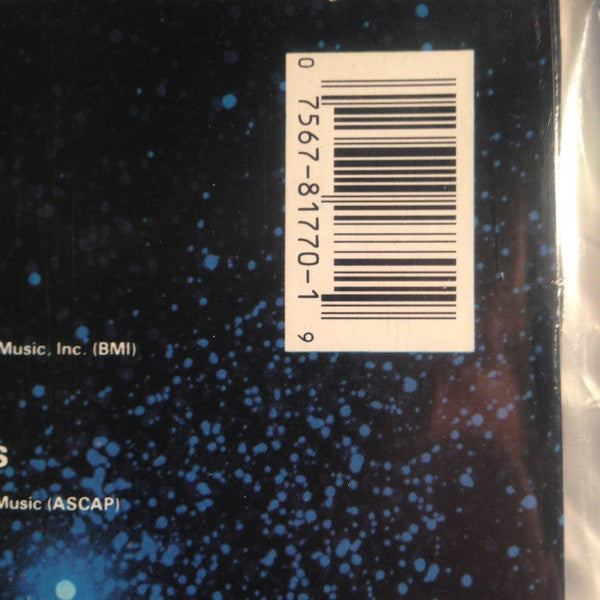 0 7567-81770-1 9
Music, Inc. (BMI)
s
Music (ASCAP)